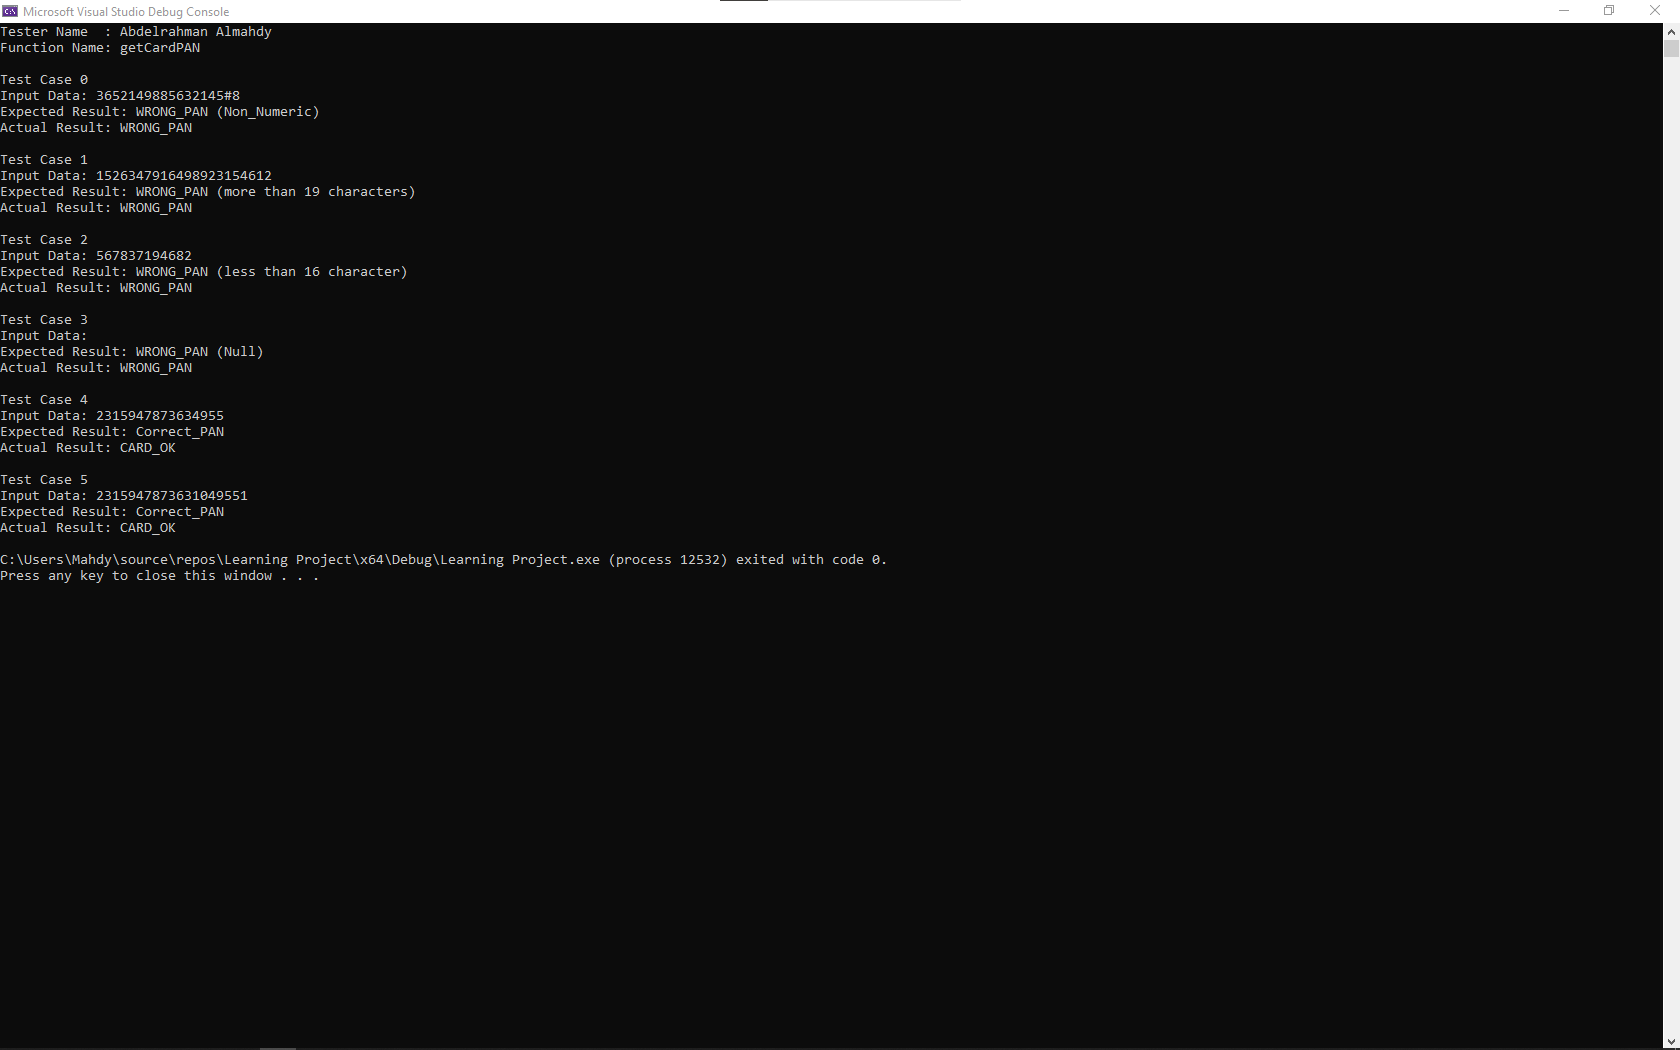 Microsoft Visual Studio Debug Console
Tester Name  : Abdelrahman Almahdy
Function Name: getCardPAN
Test Case 0
Input Data: 3652149885632145#8
Expected Result: WRONG_PAN (Non_Numeric)
Actual Result: WRONG_PAN
Test Case 1
Input Data: 1526347916498923154612
Expected Result: WRONG_PAN (more than 19 characters)
Actual Result: WRONG_PAN
Test Case 2
Input Data: 567837194682
Expected Result: WRONG_PAN (less than 16 character)
Actual Result: WRONG_PAN
Test Case 3
Input Data:
Expected Result: WRONG_PAN (Null)
Actual Result: WRONG_PAN
Test Case 4
Input Data: 2315947873634955
Expected Result: Correct_PAN
Actual Result: CARD_OK
Test Case 5
Input Data: 2315947873631049551
Expected Result: Correct_PAN
Actual Result: CARD_OK
C:\Users\Mahdy\source\repos\Learning Project\x64\Debug\Learning Project.exe (process 12532) exited with code 0.
Press any key to close this window . . .